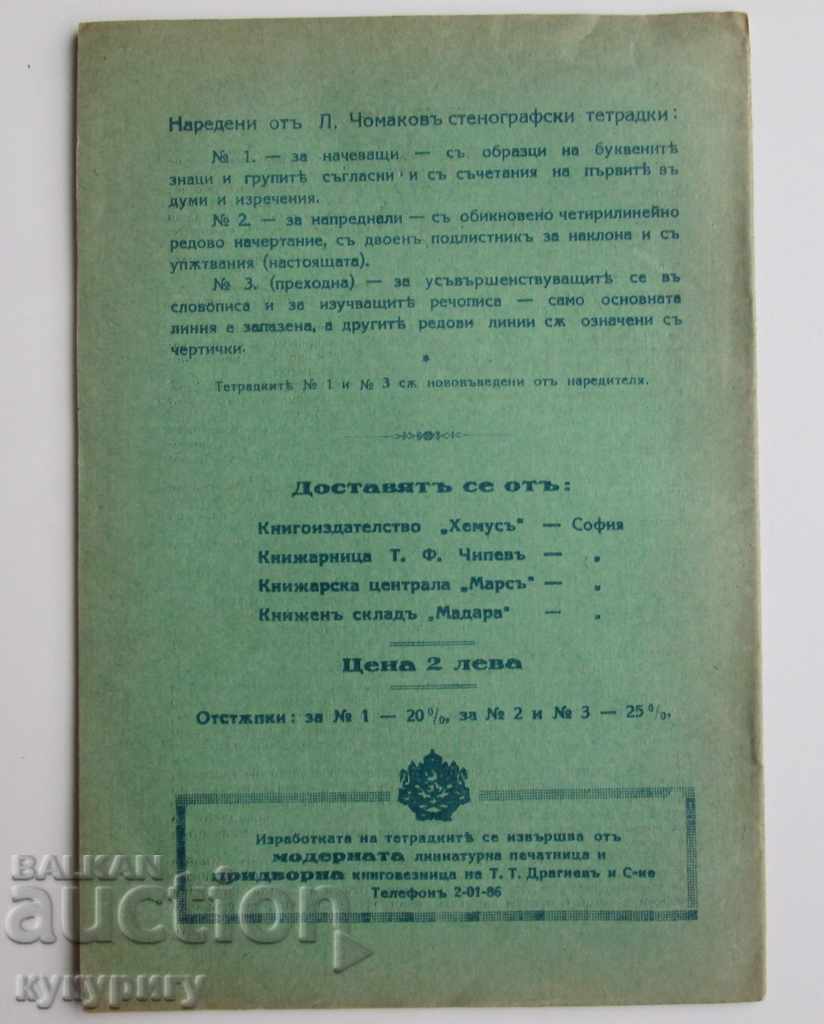 Наредени отъ Л. Чомаковъ стенографски тетрадки:
№ 1. — за начеващи — съ образци на буквенитѣ
знаци и групитѣ съгласни и съ съчетания на първитѣ въ
думи и изречения.
№ 2. — за напреднали — съ обикновено четирилинейно
редово начертание, съ двоенъ подлистникъ за наклона и съ
упѫтвания (настоящата).
№ 3. (преходна) — за усъвършенствуващитѣ се въ
словописа и за изучващитѣ речописа — само основната
линия е запазена, а другитѣ редови линии сѫ означени съ
чертички.
*
Тетрадкитѣ № 1 и № 3 сѫ нововъведени отъ наредителя.
Доставятъ се отъ:
Книгоиздателство „Хемусъ" — София
Книжарница Т. Ф. Чипевъ — „
Книжарска централа „Марсъ" — „
Книженъ складъ „Мадара" — „
Цена 2 лева
Отстѫпки: за № 1 — 20%, за № 2 и № 3 — 25%.
Изработката на тетрадкитѣ се извършва отъ
модерната линиатурна печатница и
придворна книговезница на Т. Т. Драгиевъ и С-ие
Телефонъ 2-01-86
BALKAN
auction
кукуригу